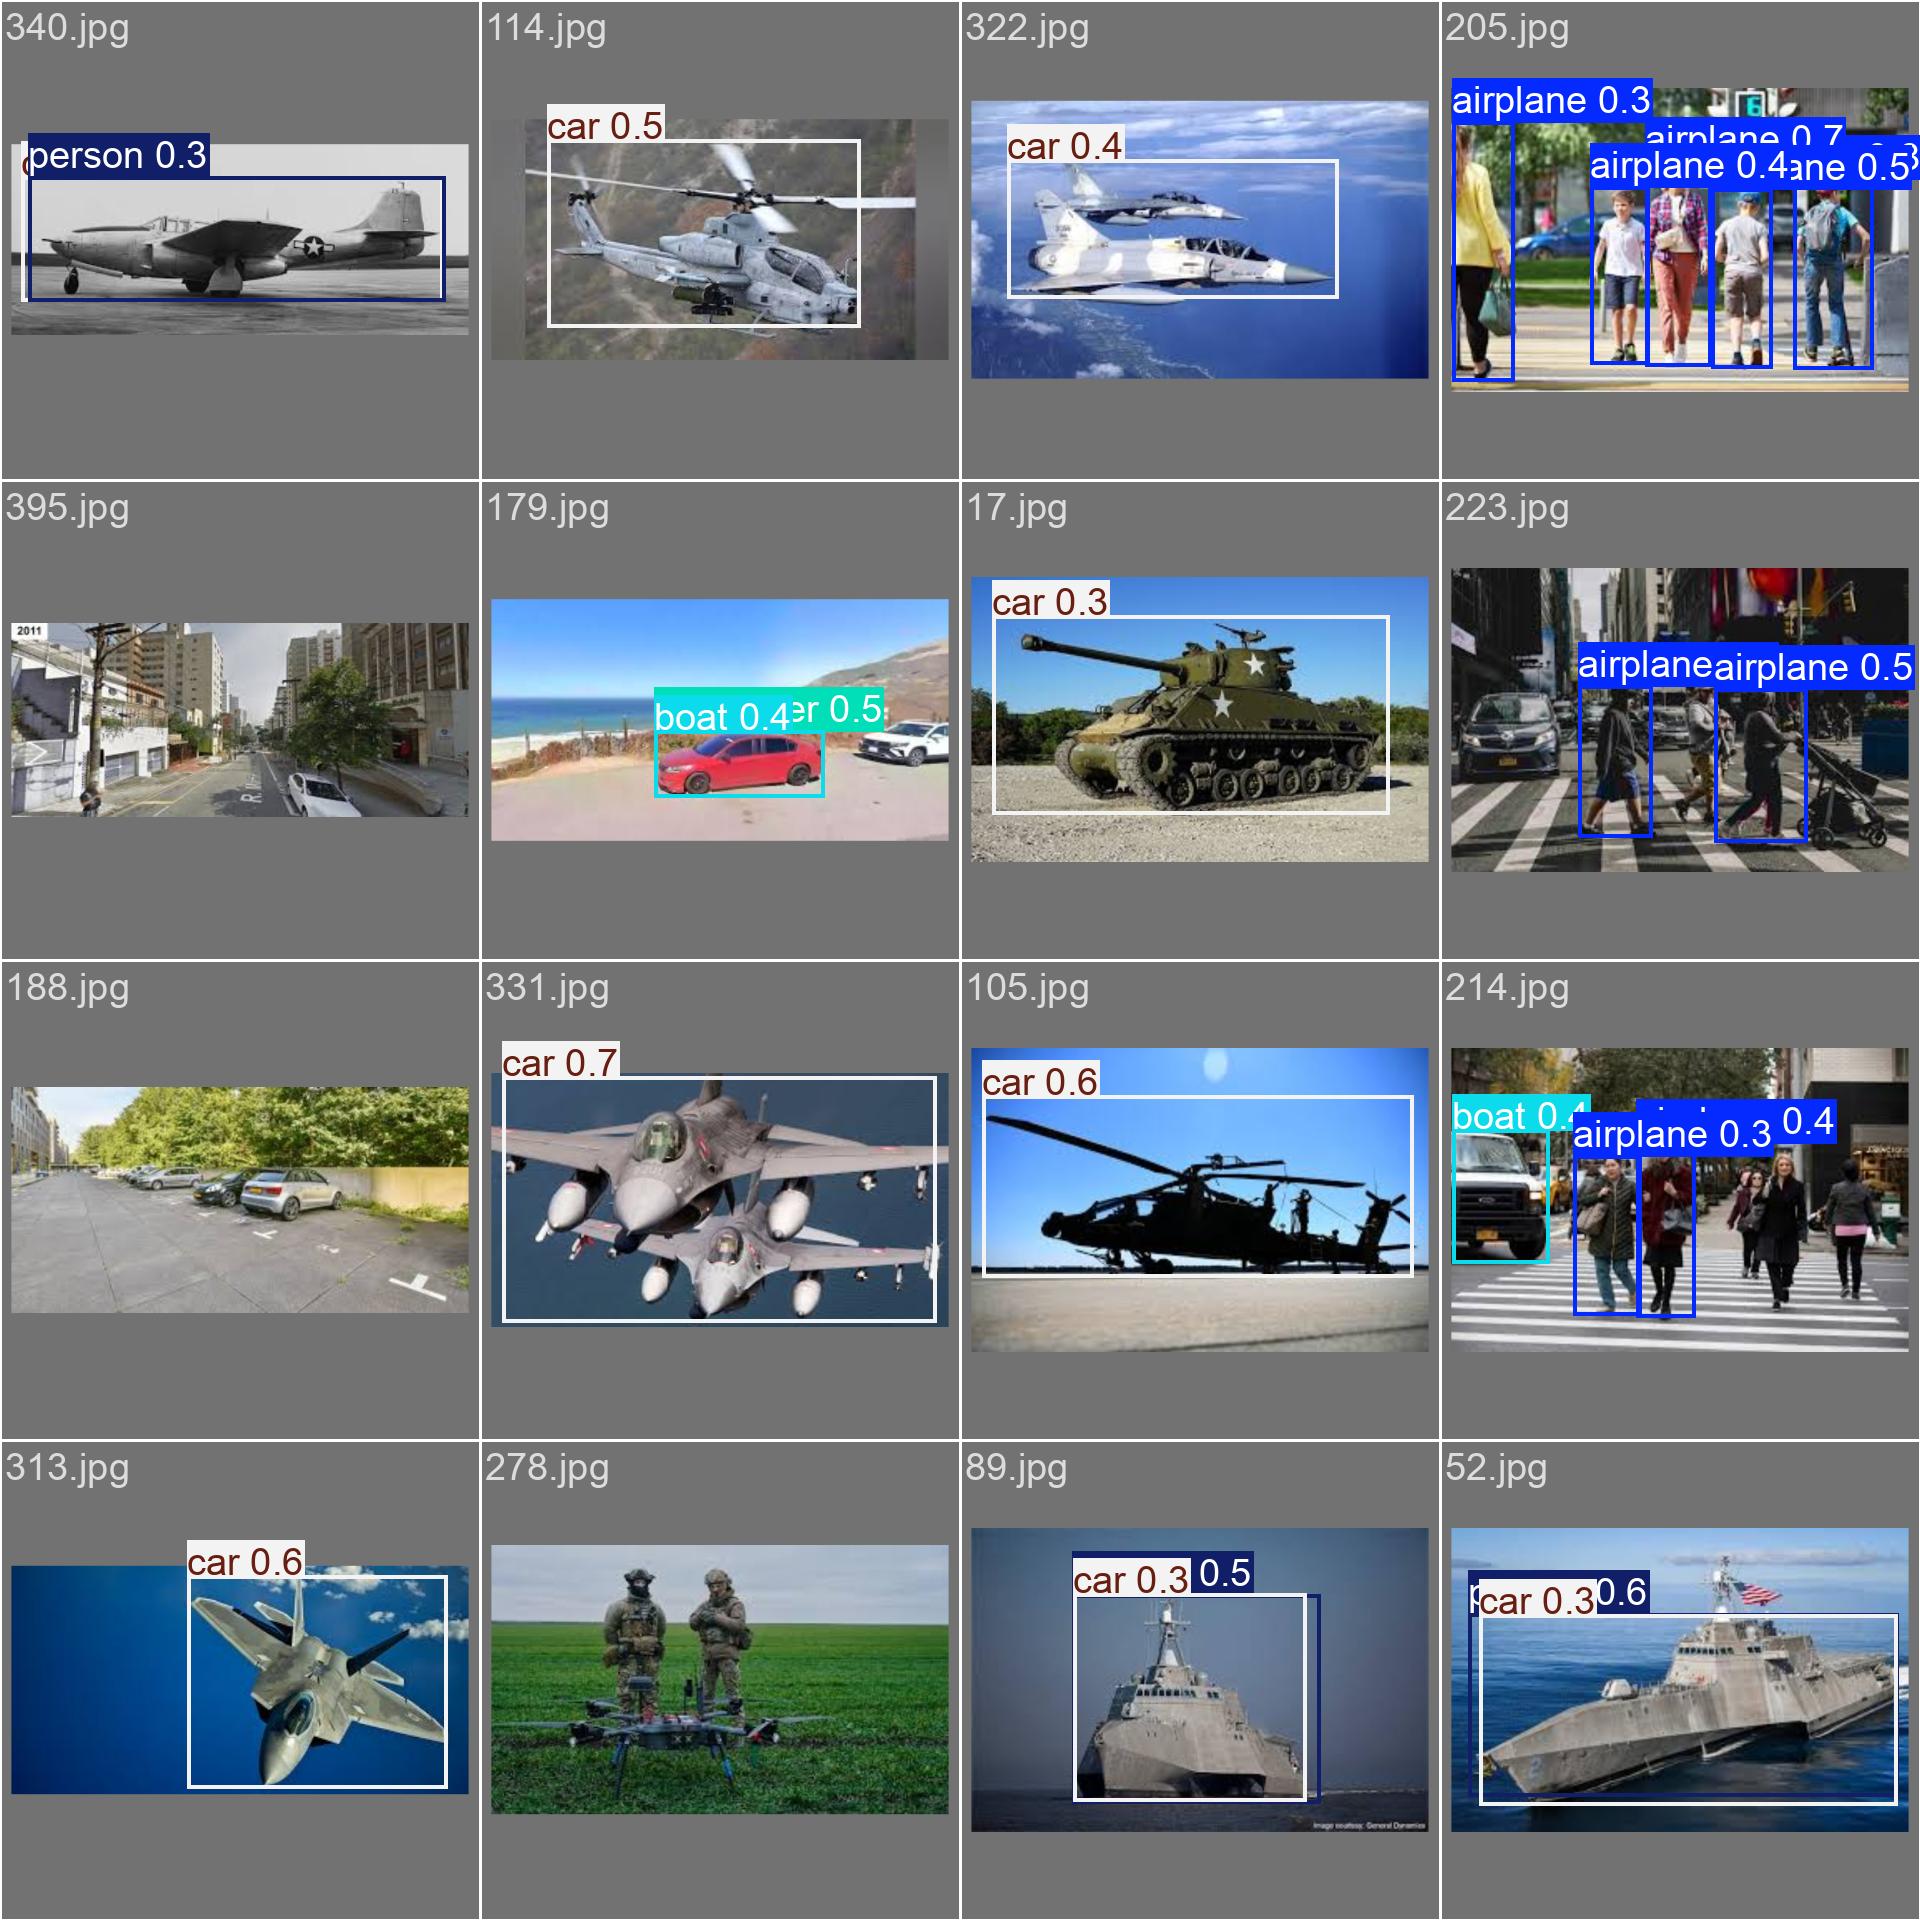 340.jpg
114.jpg
322.jpg
205.jpg
person 0.3
car 0.5
car 0.4
airplane 0.3
6
airplane 0.7
airplane 0.4
0.5
395.jpg
179.jpg
17.jpg
223.jpg
2011
boat 0.4
er 0.5
car 0.3
airplane
airplane 0.5
188.jpg
331.jpg
105.jpg
214.jpg
car 0.7
car 0.6
boat 0.4
airplane 0.3
0.4
313.jpg
278.jpg
89.jpg
52.jpg
car 0.6
car 0.3
0.5
car 0.3
0.6
2
Image courtesy: General Dynamics